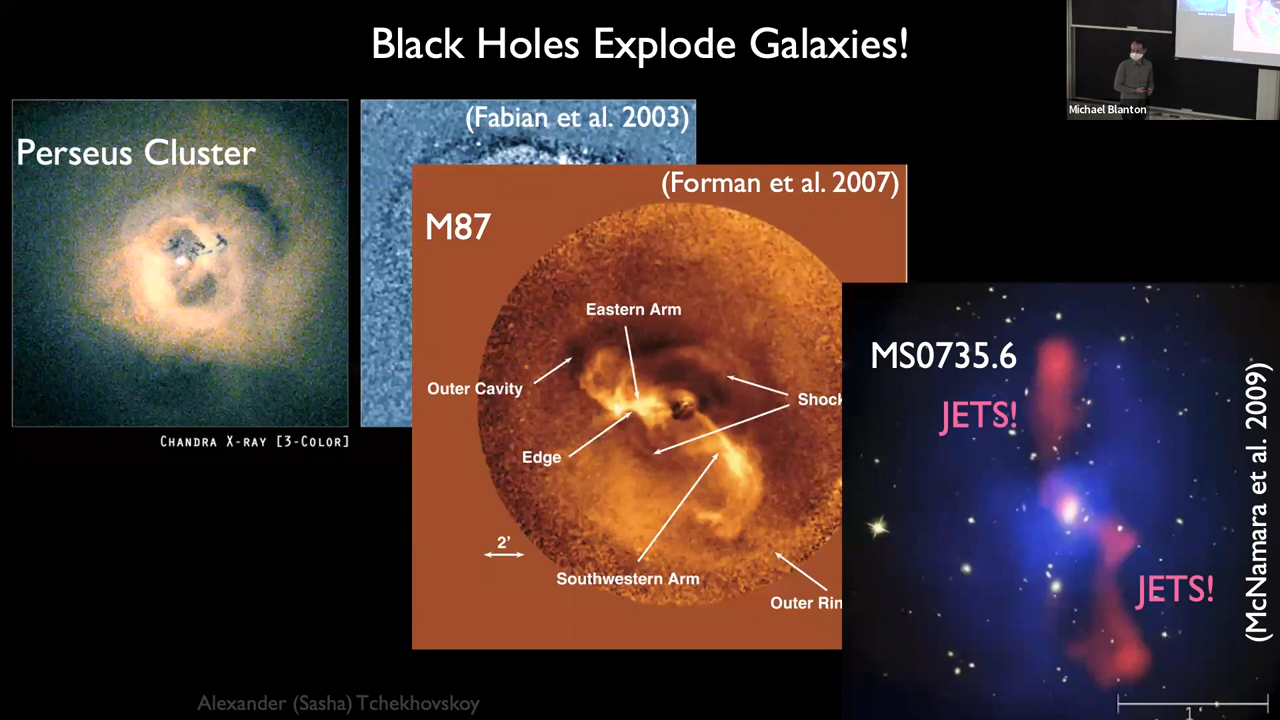 Black Holes Explode Galaxies!
Michael Blanton
Perseus Cluster
(Fabian et al. 2003)
(Forman et al. 2007)
M87
Eastern Arm
Outer Cavity
Shock
Edge
2'
Southwestern Arm
Outer Rin
CHANDRA X-RAY [3-COLOR]
MS0735.6
JETS!
JETS!
(McNamara et al. 2009)
1'
Alexander (Sasha) Tchekhovskoy